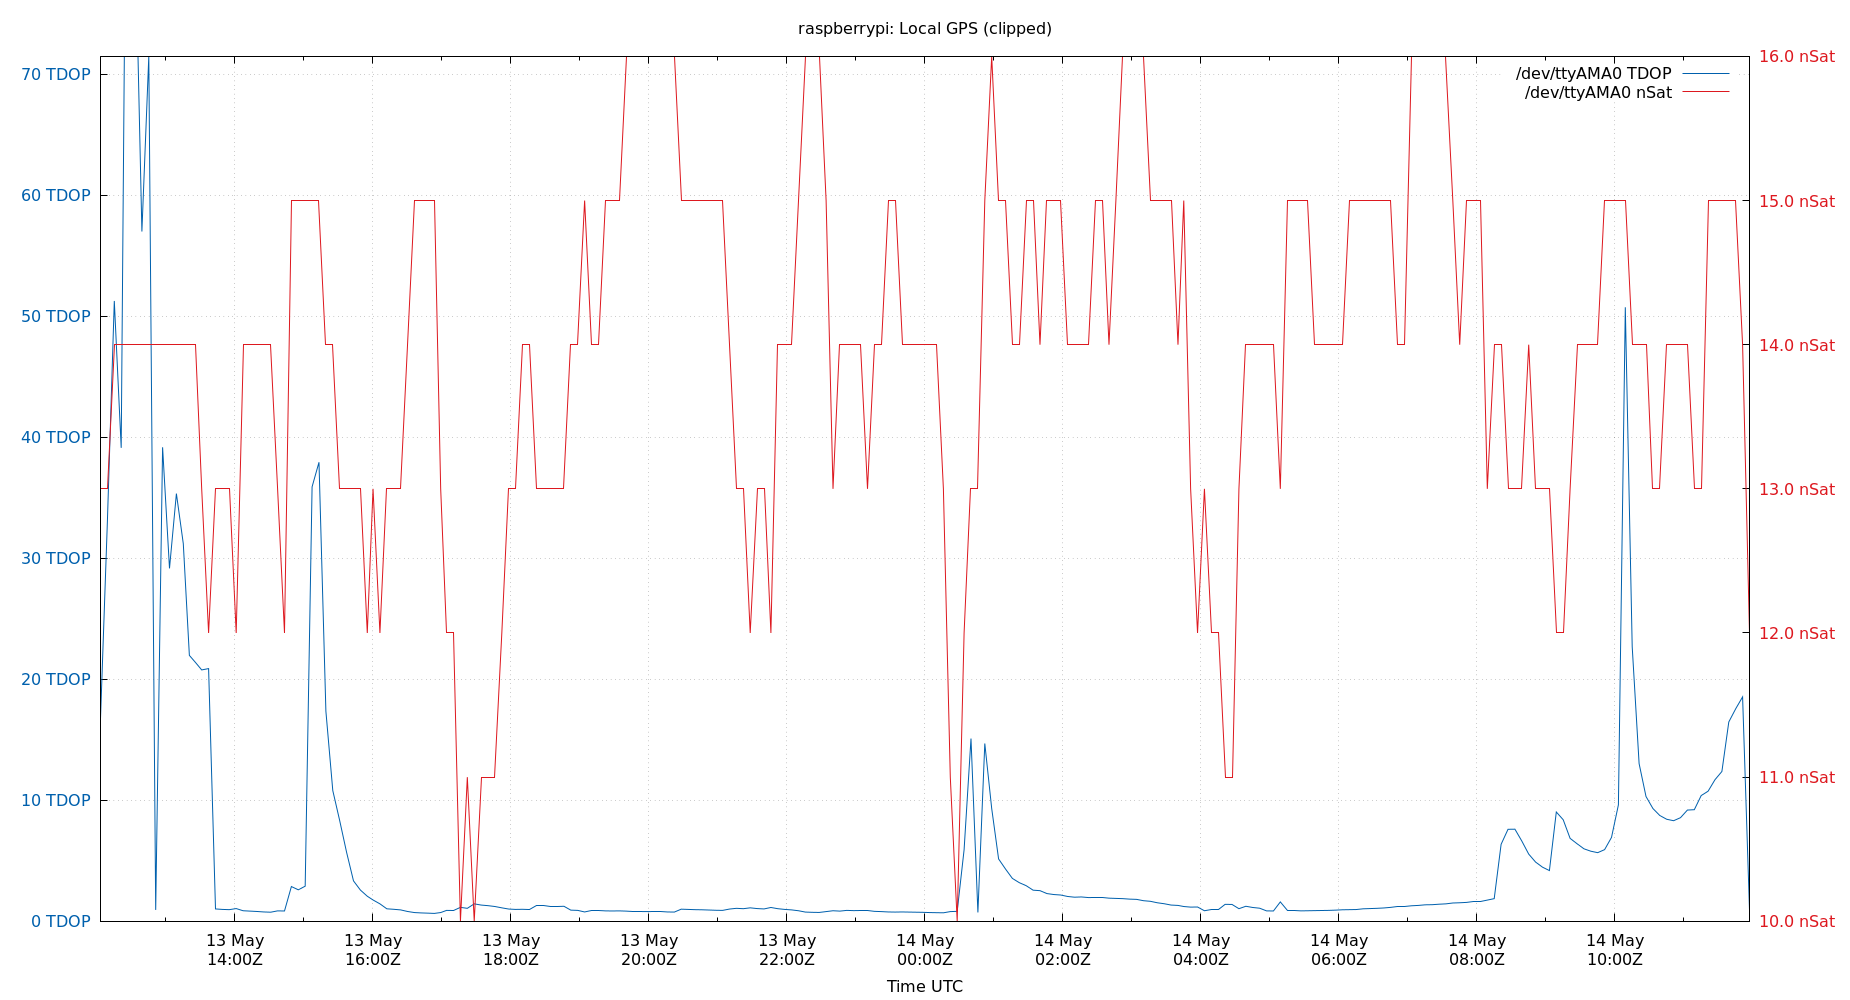 raspberrypi: Local GPS (clipped)
70 TDOP
60 TDOP
50 TDOP
40 TDOP
30 TDOP
20 TDOP
10 TDOP
0 TDOP
16.0 nSat
15.0 nSat
14.0 nSat
13.0 nSat
12.0 nSat
11.0 nSat
10.0 nSat
/dev/ttyAMA0 TDOP
/dev/ttyAMA0 nSat
13 May 13 May 13 May 13 May 13 May 14 May 14 May 14 May 14 May 14 May 14 May
14:00Z 16:00Z 18:00Z 20:00Z 22:00Z 00:00Z 02:00Z 04:00Z 06:00Z 08:00Z 10:00Z
Time UTC